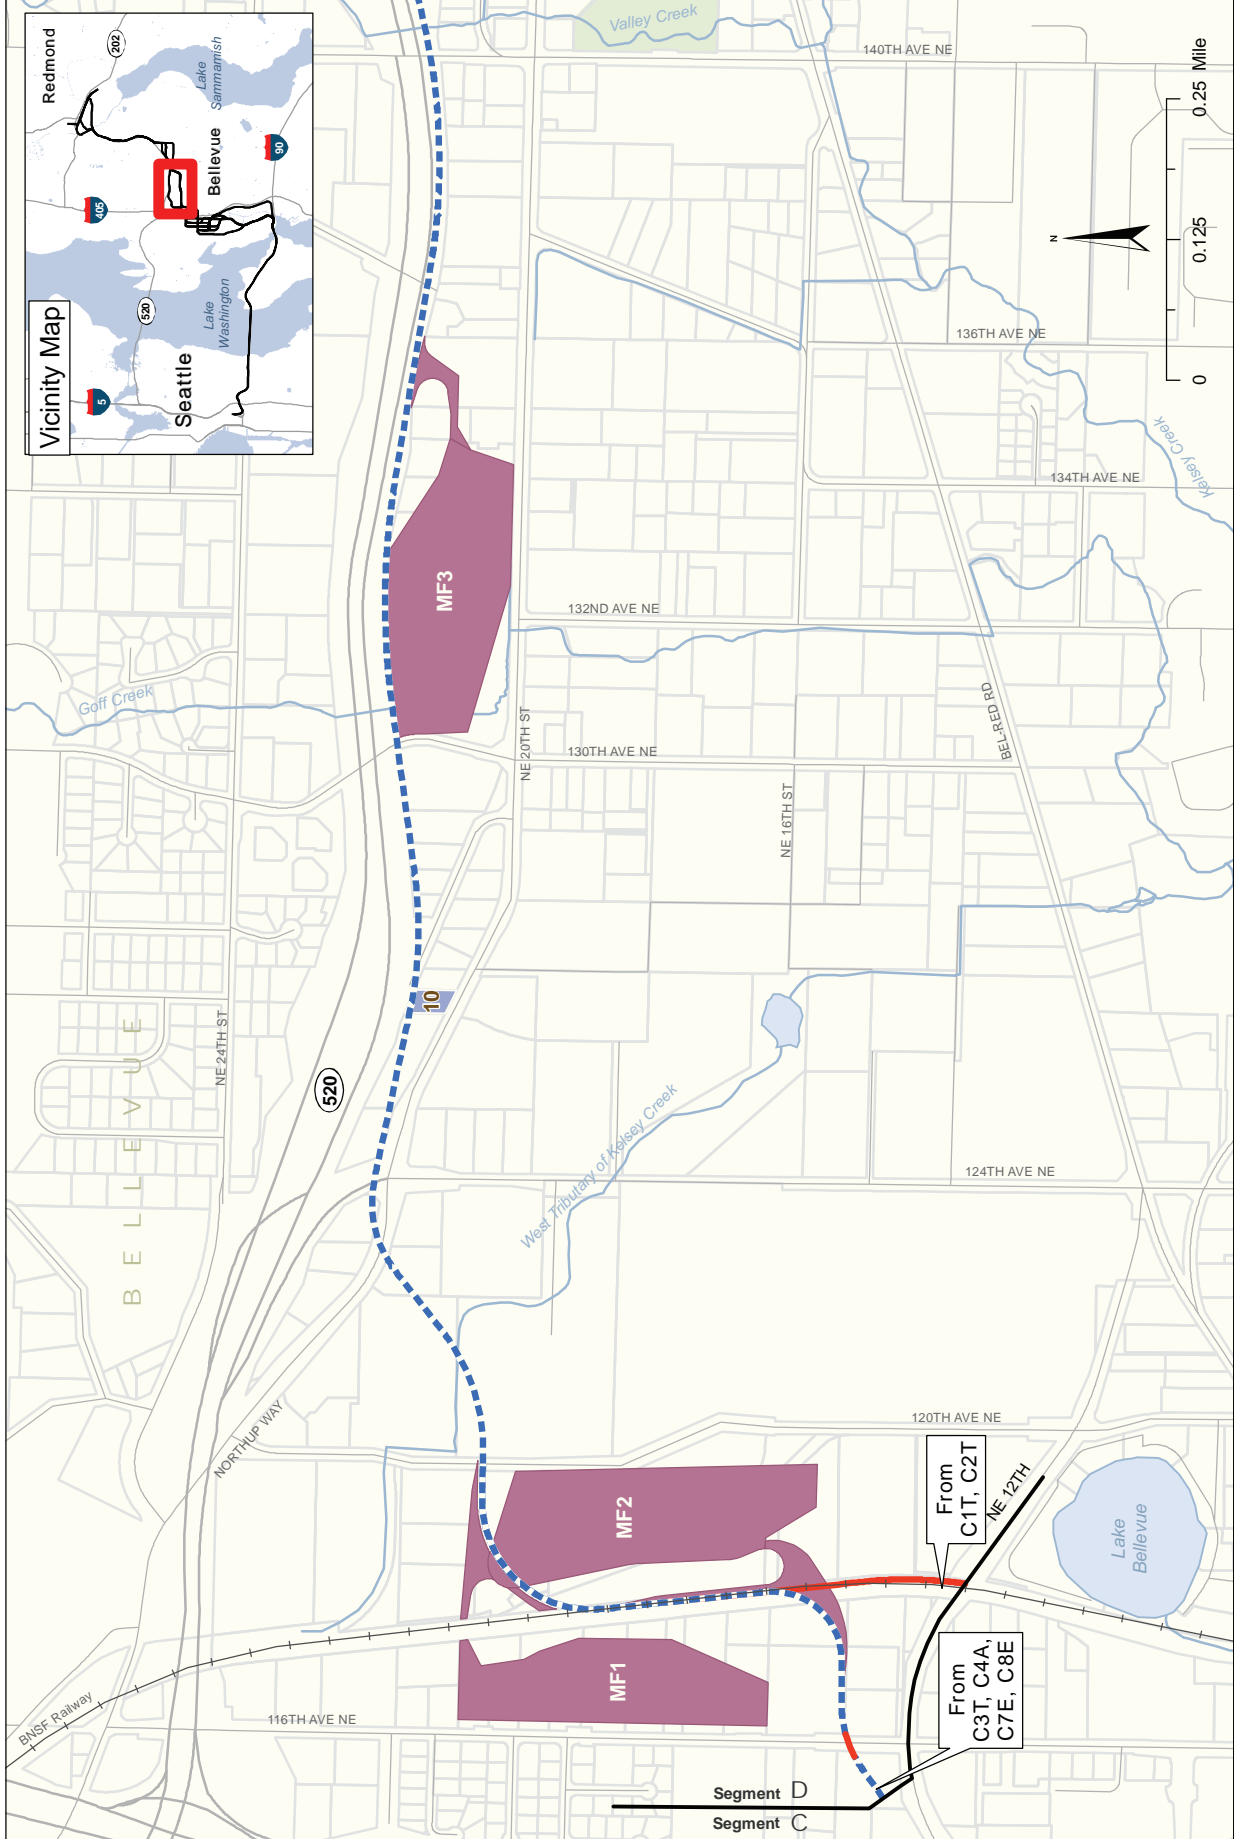 Vicinity Map
Redmond
202
Lake
Sammamish
405
Bellevue
90
520
Lake
Washington
Seattle
5
Valley Creek
140TH AVE NE
0
0.125
0.25 Mile
N
136TH AVE NE
Kelsey Creek
134TH AVE NE
MF3
132ND AVE NE
Goff Creek
BEL-RED RD
NE 20TH ST
130TH AVE NE
NE 16TH ST
10
BELLEVUE
NE 24TH ST
520
West Tributary of Kelsey Creek
124TH AVE NE
NORTHUP WAY
120TH AVE NE
From
C1T, C2T
NE 12TH
MF2
Lake
Bellevue
MF1
From
C3T, C4A,
C7E, C8E
BNSF Railway
116TH AVE NE
Segment D
Segment C